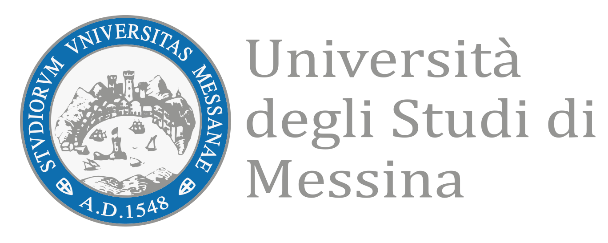 STVDIORVM VNIVERSITAS MESSANAE
A.D.1548
Università
degli Studi di
Messina